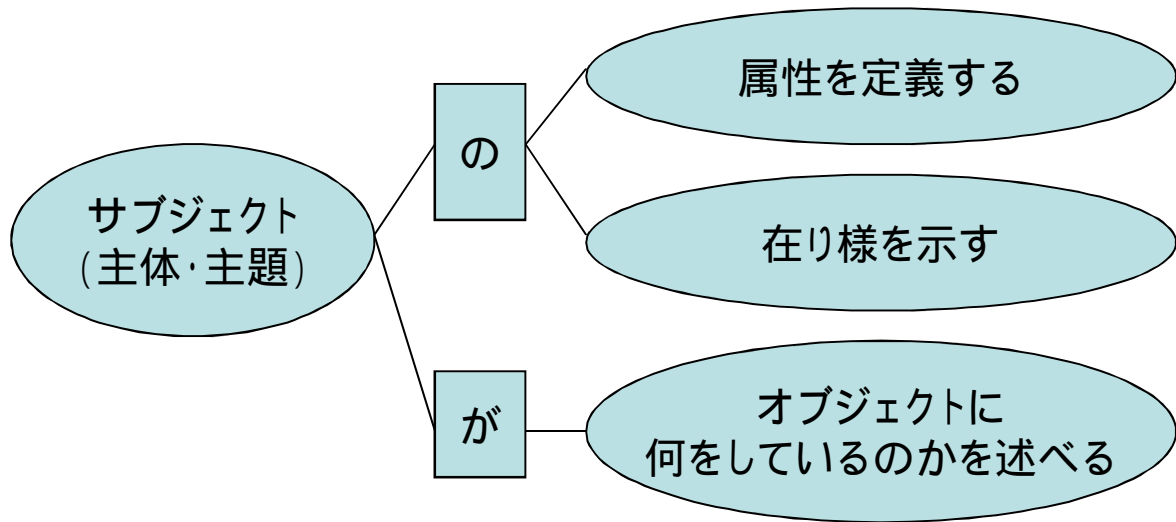 サブジェクト
(主体・主題)
の
属性を定義する
在り様を示す
が
オブジェクトに
何をしているのかを述べる